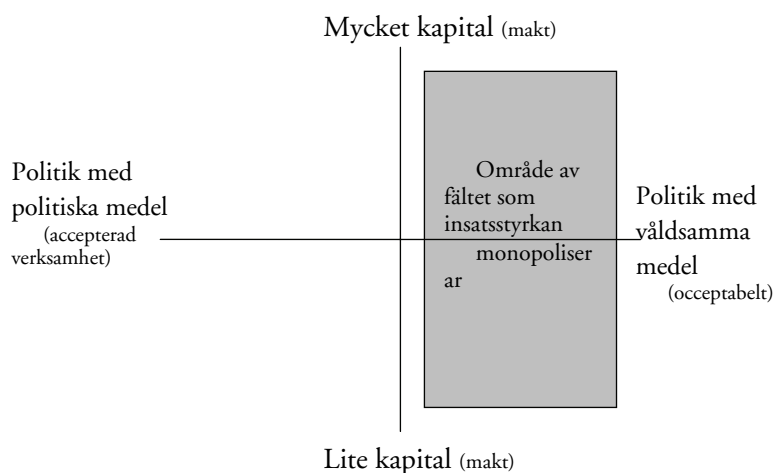 Mycket kapital (makt)
Politik med
politiska medel
(accepterad
verksamhet)
Område av
fältet som
insatsstyrkan
monopoliser
ar
Politik med
våldsamma
medel
(occeptabelt)
Lite kapital (makt)